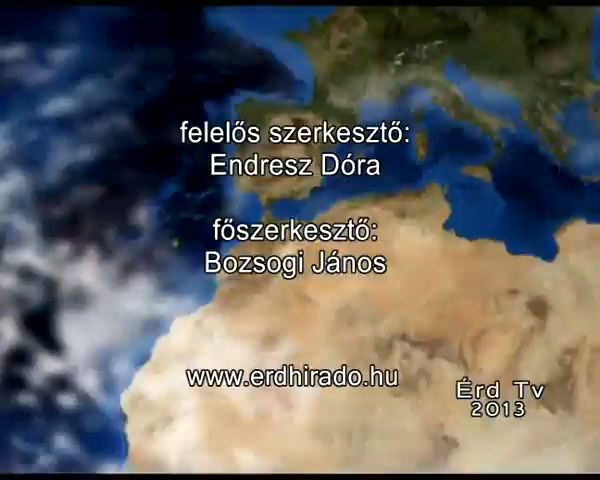 felelős szerkesztő:
Endresz Dóra
főszerkesztő:
Bozsogi János
www.erdhirado.hu
Érd Tv
2013